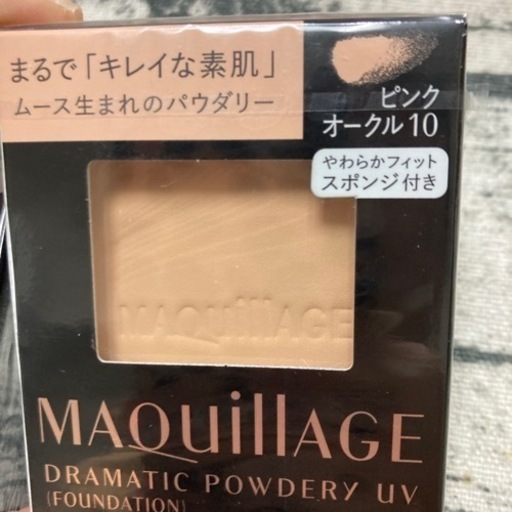 まるで「キレイな素肌」
ムース生まれのパウダリー
ピンク
オークル10
やわらかフィット
スポンジ付き
MAQuillAGE
MAQuillAGE
DRAMATIC POWDERY UV
(FOUNDATION)